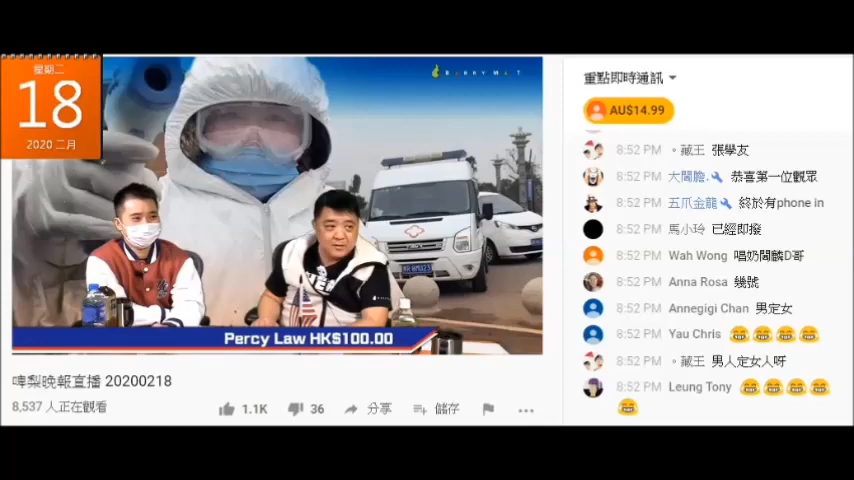 星期二
18
2020 二月
BERRY MAT
Percy Law HK$100.00
啤梨晚報直播 20200218
8,537 人正在觀看
1.1K
36
分享
儲存
重點即時通訊
AU$14.99
8:52 PM 。藏王 張學友
8:52 PM 大閘膽. 恭喜第一位觀眾
8:52 PM 五爪金龍 終於有phone in
8:52 PM 馬小玲 已經即撥
8:52 PM Wah Wong 唱奶閣麟D哥
8:52 PM Anna Rosa 幾號
8:52 PM Annegigi Chan 男定女
8:52 PM Yau Chris 😂😂😂😂
8:52 PM 。藏王 男人定女人呀
8:52 PM Leung Tony 😂😂😂😂
😂